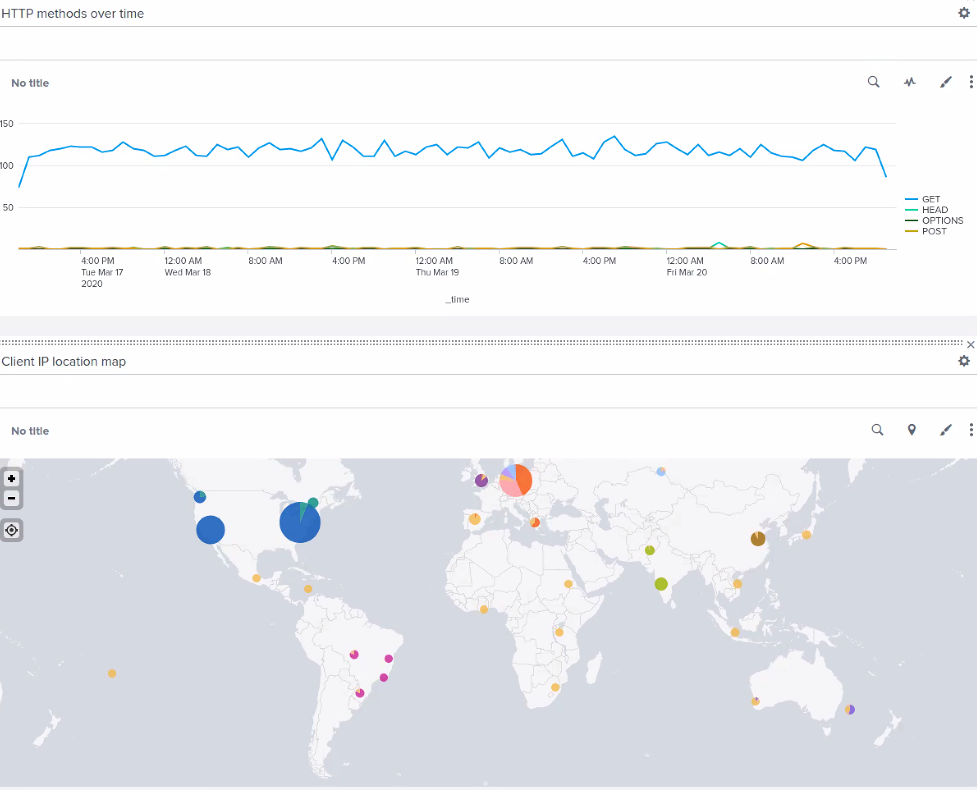 HTTP methods over time
No title
150
100
50
GET
HEAD
OPTIONS
POST
4:00 PM 12:00 AM 8:00 AM 4:00 PM 12:00 AM 8:00 AM 4:00 PM 12:00 AM 8:00 AM 4:00 PM
Tue Mar 17 Wed Mar 18 Thu Mar 19 Fri Mar 20
2020
_time
Client IP location map
No title